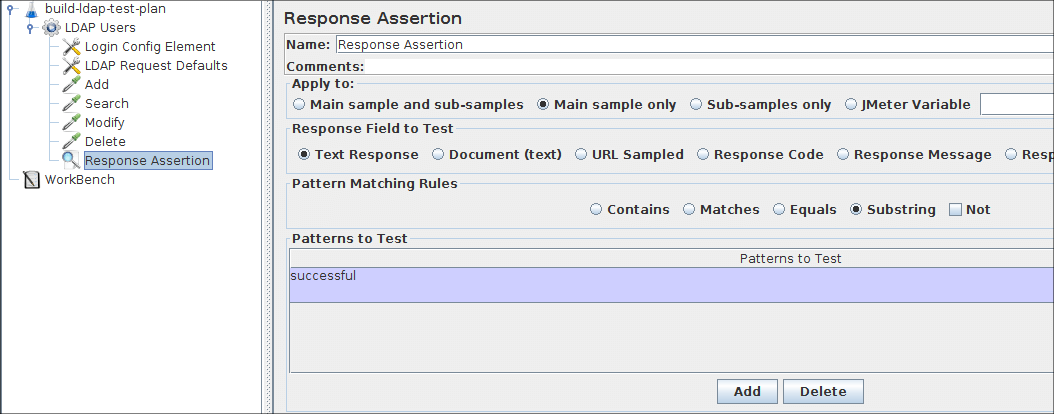 build-ldap-test-plan
LDAP Users
Login Config Element
LDAP Request Defaults
Add
Search
Modify
Delete
Response Assertion
WorkBench
Response Assertion
Name: Response Assertion
Comments:
Apply to:
Main sample and sub-samples Main sample only Sub-samples only JMeter Variable
Response Field to Test
Text Response Document (text) URL Sampled Response Code Response Message Resp
Pattern Matching Rules
Contains Matches Equals Substring Not
Patterns to Test
Patterns to Test
successful
Add Delete